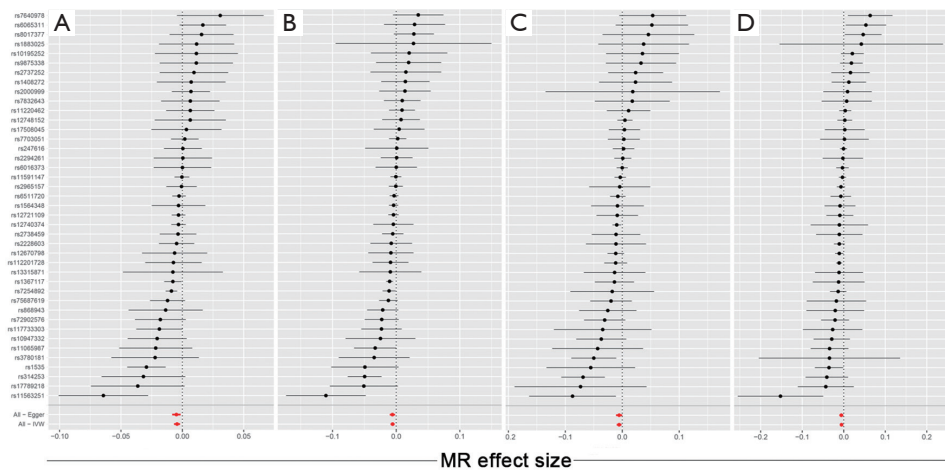 A
B
C
D
rs7640978
rs6065311
rs8017377
rs1883025
rs10195252
rs9875338
rs2737252
rs1408272
rs2000999
rs7832643
rs11220462
rs12748152
rs17508045
rs7703051
rs247616
rs2294261
rs6016373
rs11591147
rs2965157
rs6511720
rs1564348
rs12721109
rs12740374
rs2738459
rs2228603
rs12670798
rs112201728
rs13315871
rs1367117
rs7254892
rs75687619
rs868943
rs72902576
rs117733303
rs10947332
rs11065987
rs3780181
rs1535
rs314253
rs17789218
rs11563251
All − Egger
All − IVW
−0.10
−0.05
0.00
0.05
−0.1
0.0
0.1
0.2
−0.1
0.0
0.1
−0.2
−0.1
0.0
0.1
0.2
MR effect size